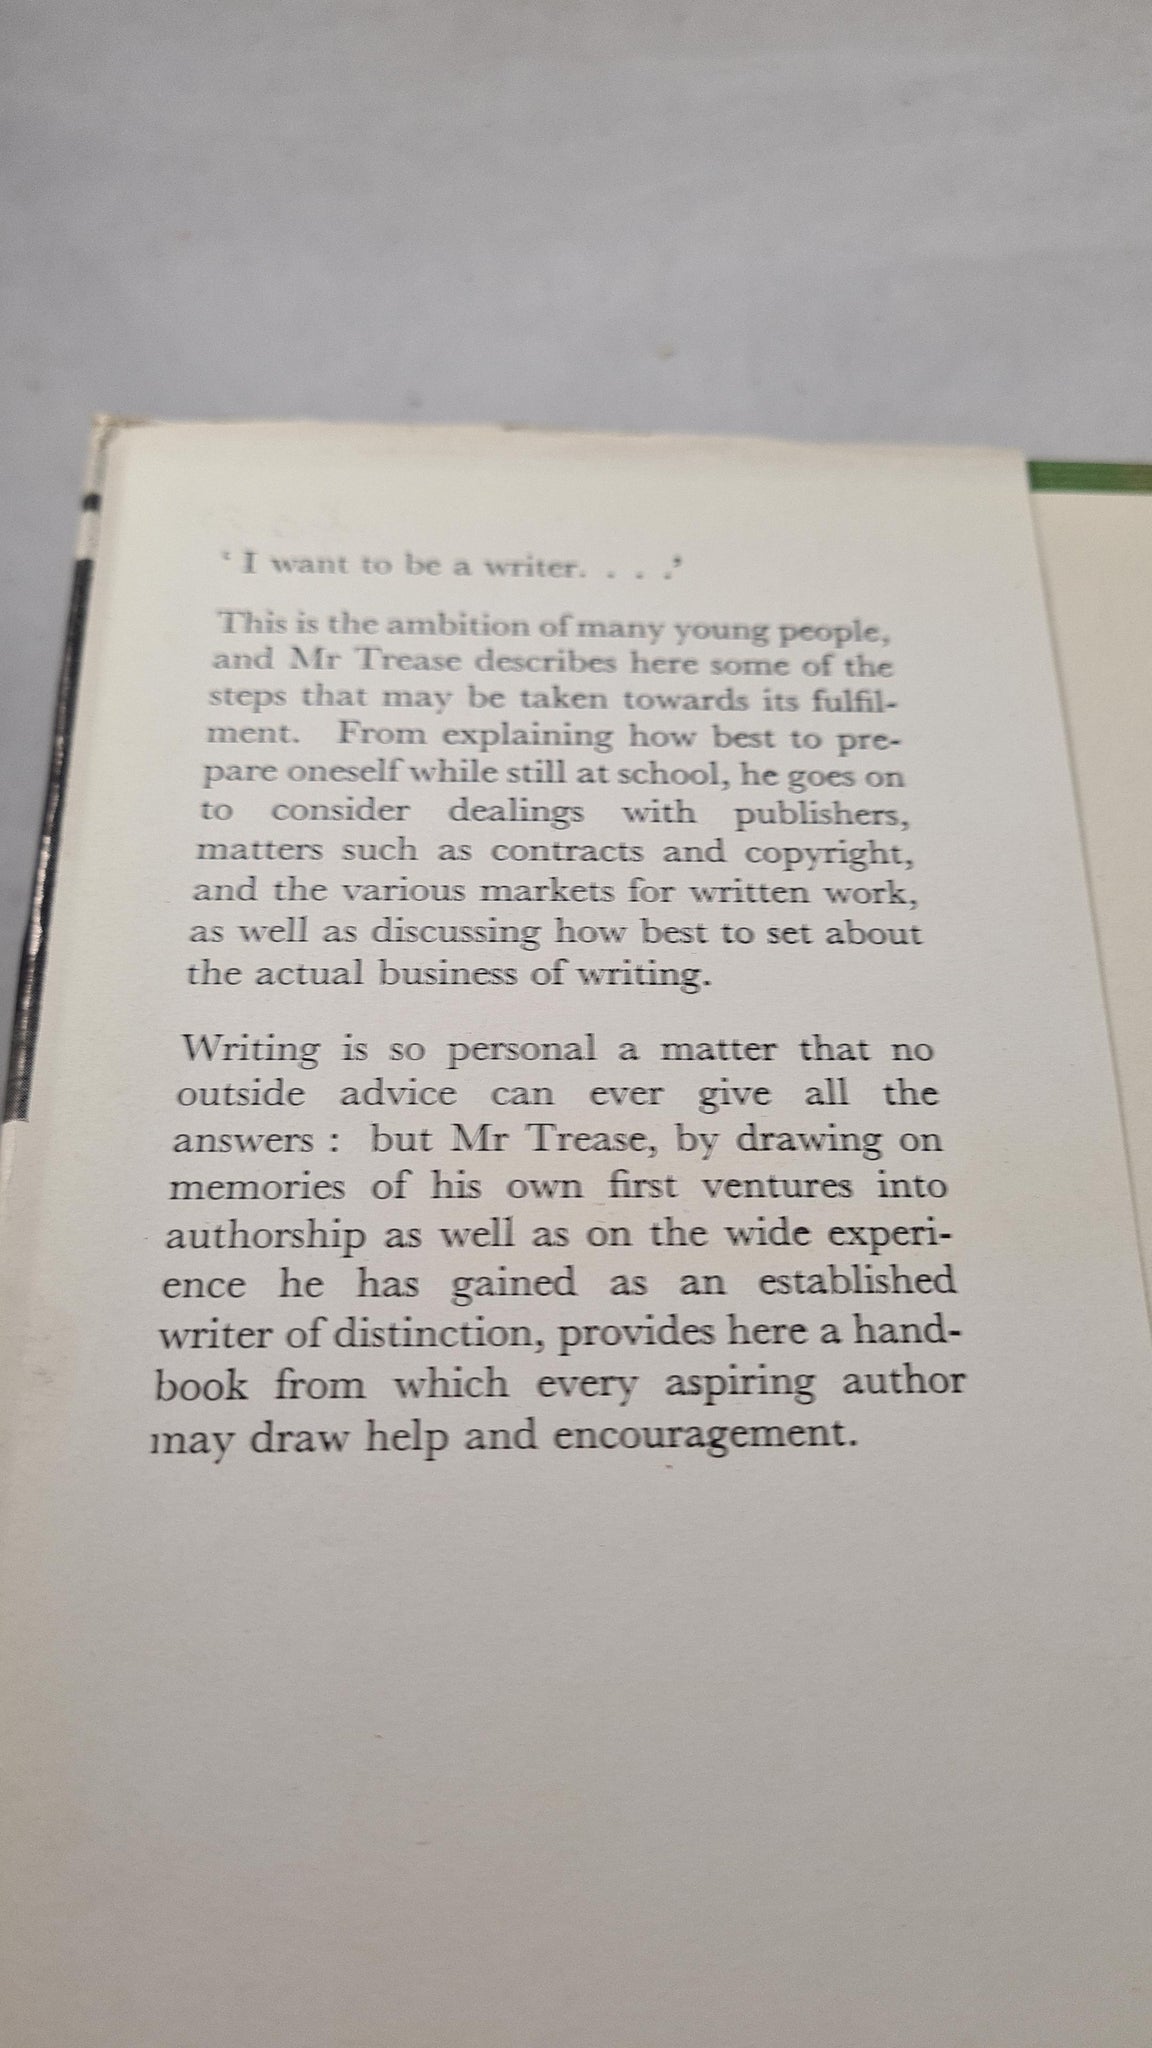 ‘ I want to be a writer. . . .’
This is the ambition of many young people,
and Mr Trease describes here some of the
steps that may be taken towards its fulfil-
ment. From explaining how best to pre-
pare oneself while still at school, he goes on
to consider dealings with publishers,
matters such as contracts and copyright,
and the various markets for written work,
as well as discussing how best to set about
the actual business of writing.
Writing is so personal a matter that no
outside advice can ever give all the
answers : but Mr Trease, by drawing on
memories of his own first ventures into
authorship as well as on the wide experi-
ence he has gained as an established
writer of distinction, provides here a hand-
book from which every aspiring author
may draw help and encouragement.